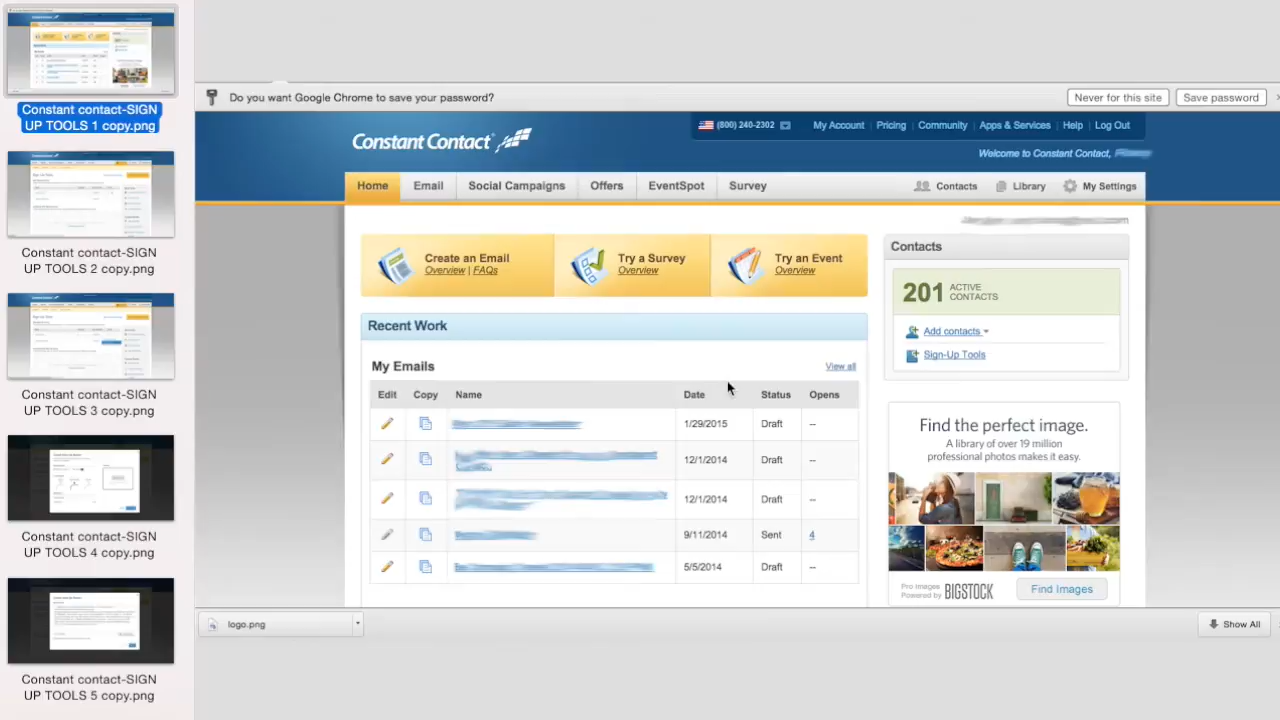 Constant contact-SIGN
UP TOOLS 1 copy.png
Constant contact-SIGN
UP TOOLS 2 copy.png
Constant contact-SIGN
UP TOOLS 3 copy.png
Constant contact-SIGN
UP TOOLS 4 copy.png
Constant contact-SIGN
UP TOOLS 5 copy.png
Do you want Google Chrome to save your password?
Never for this site
Save password
Constant Contact
(800) 240-2302
My Account | Pricing | Community | Apps & Services | Help | Log Out
Welcome to Constant Contact,
Home
Email
Offers
EventSpot
Contacts
Library
My Settings
Create an Email
Overview | FAQs
Try a Survey
Overview
Try an Event
Overview
Recent Work
My Emails
View all
Edit Copy Name Date Status Opens
1/29/2015 Draft --
12/1/2014 Draft --
12/1/2014 Draft --
9/11/2014 Sent 4
5/5/2014 Draft --
Contacts
201 ACTIVE
CONTACTS
Add contacts
Sign-Up Tools
Find the perfect image.
A library of over 19 million
professional photos makes it easy.
Pro Images
Powered by BIGSTOCK
Find Images
logo.png
Show All